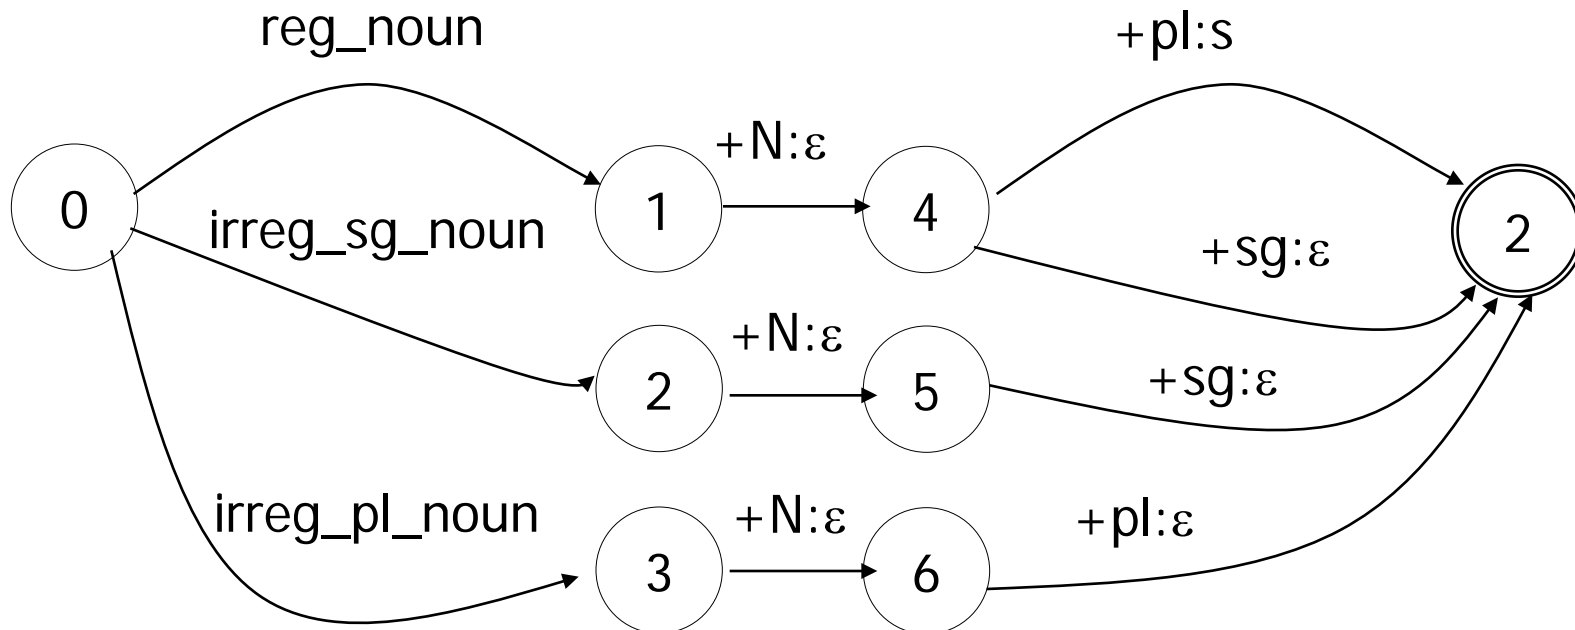 reg_noun
+pl:s
+N:ε
0
1
4
2
irreg_sg_noun
+sg:ε
+N:ε
2
5
+sg:ε
irreg_pl_noun
+N:ε
+pl:ε
3
6